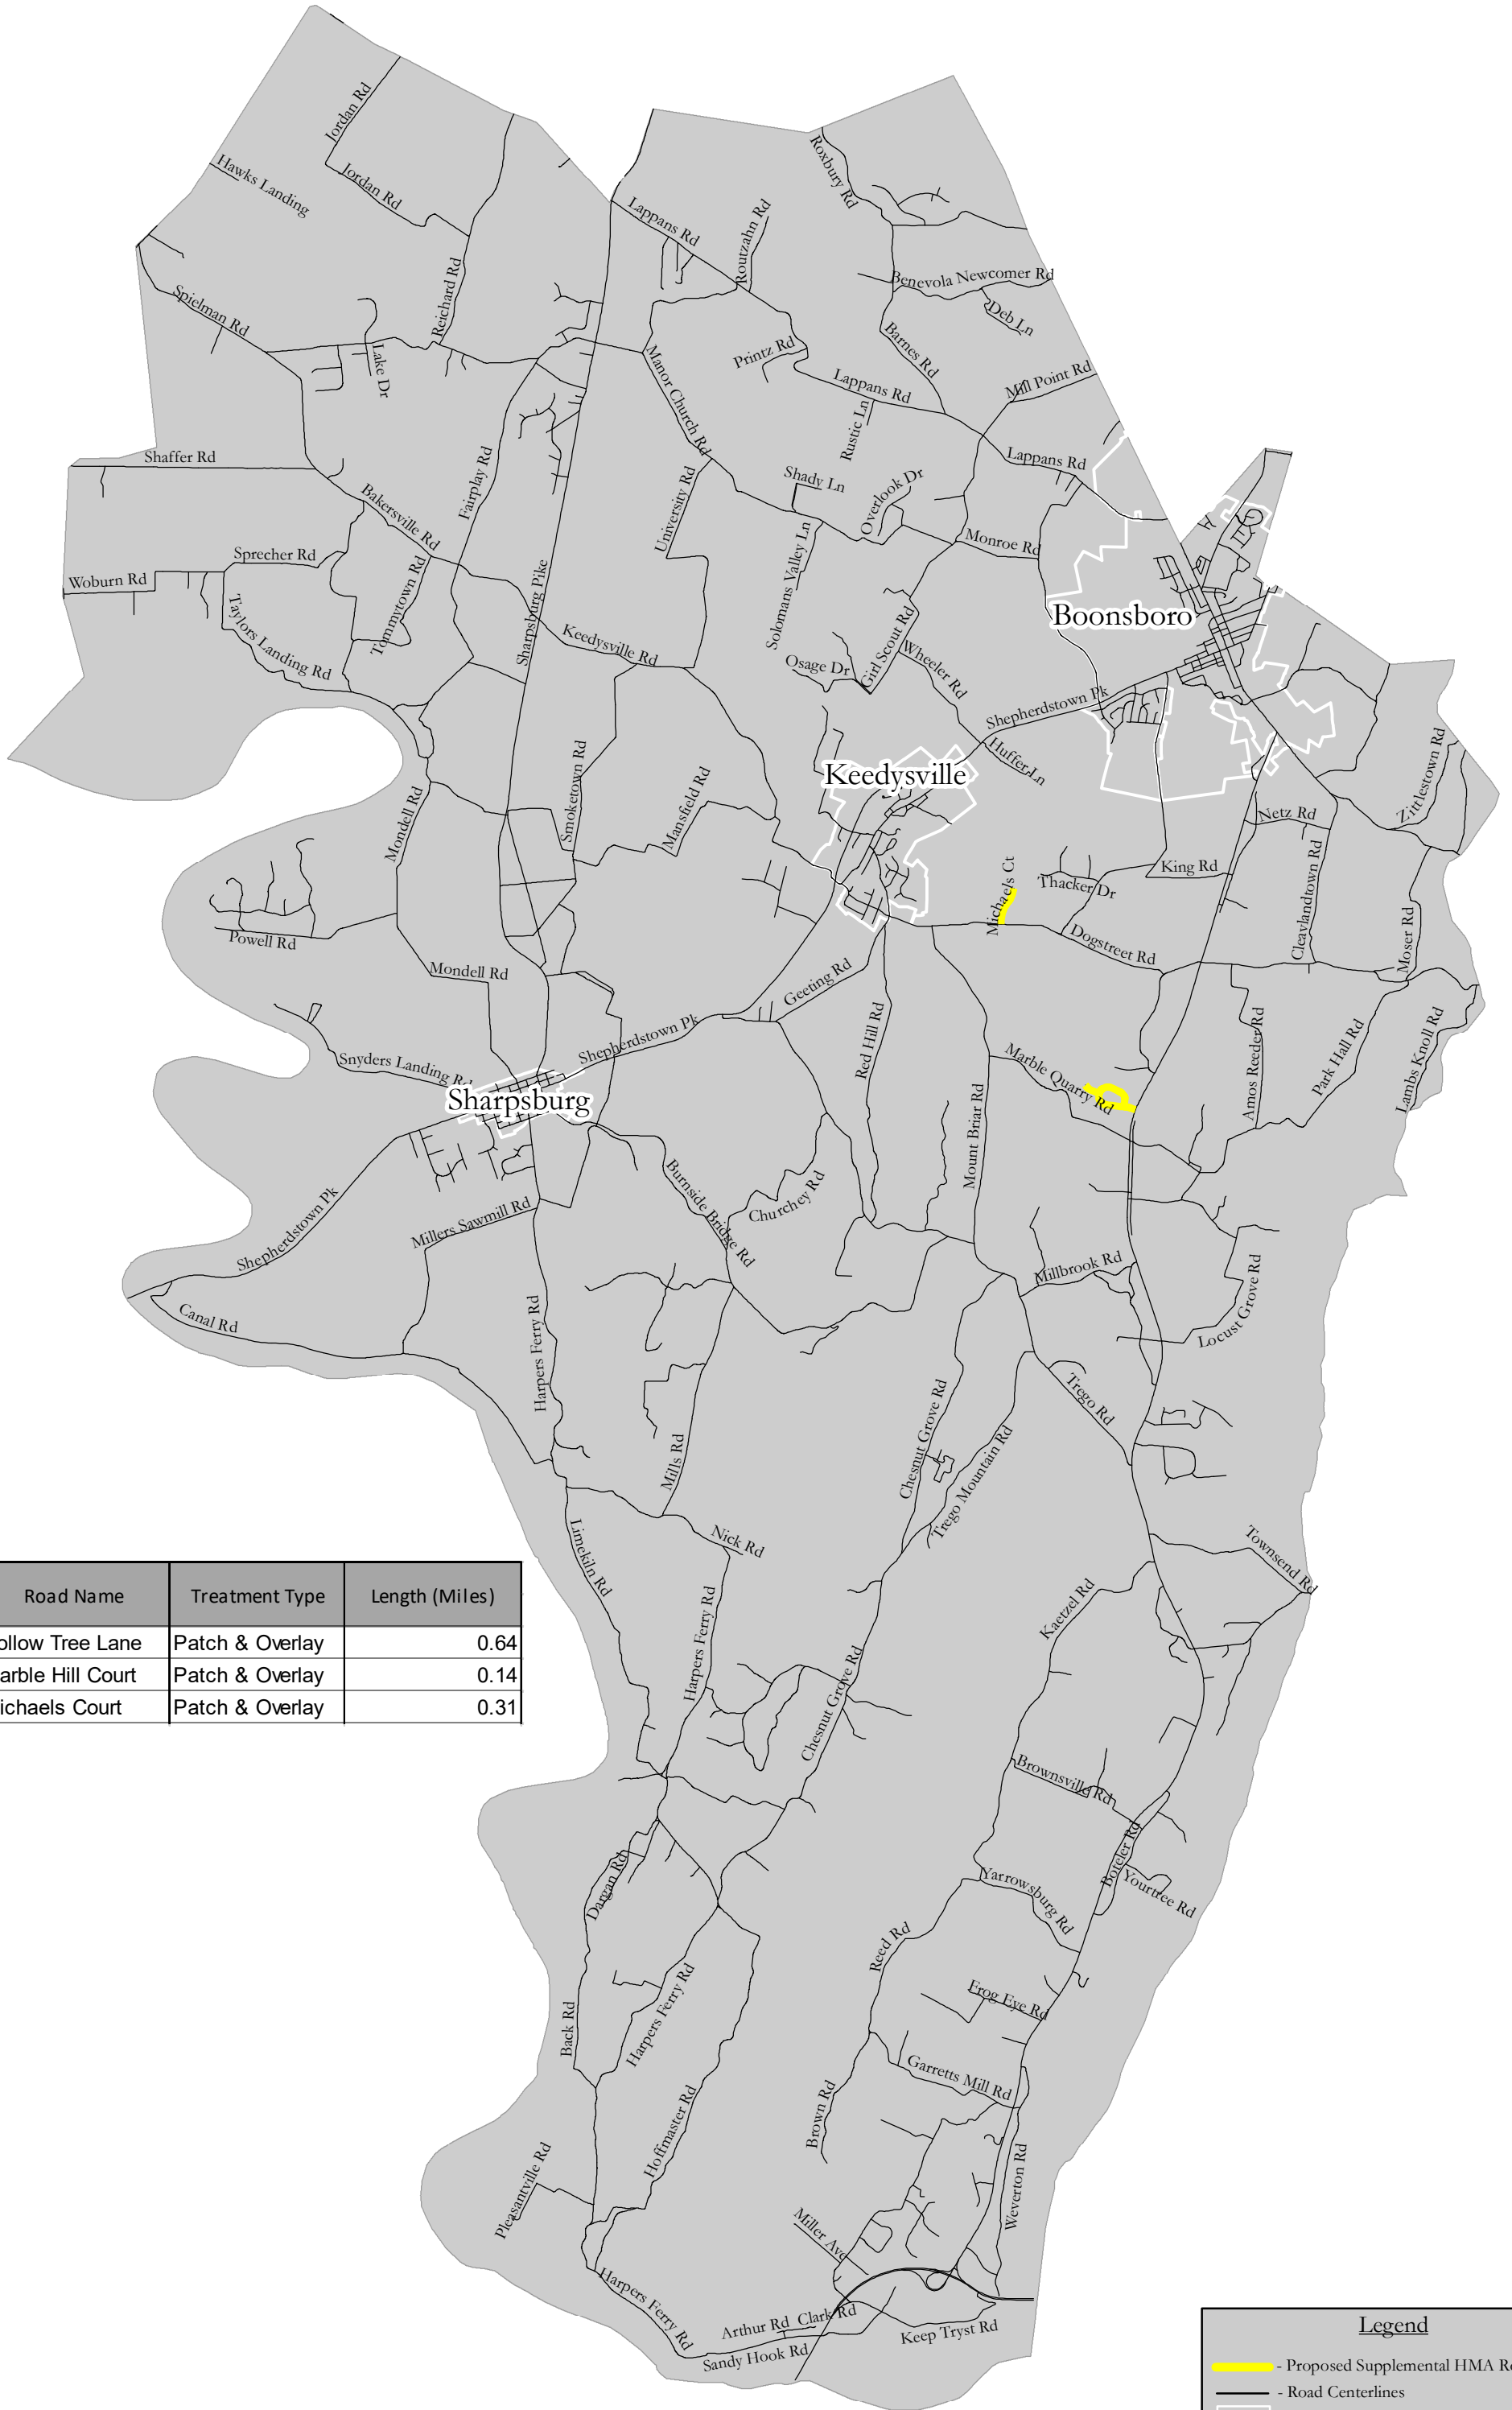 Jordan Rd
Hawks Landing
Jordan Rd
Roxbury Rd
Lappans Rd
Routzahn Rd
Reichard Rd
Benevola Newcomer Rd
Spielman Rd
Deb Ln
Lake Dr
Manor Church Rd
Printz Rd
Barnes Rd
Lappans Rd
Mill Point Rd
Rustic Ln
Shaffer Rd
Fairplay Rd
Lappans Rd
Bakersville Rd
University Rd
Shady Ln
Overlook Dr
Monroe Rd
Sprecher Rd
Woburn Rd
Tommytown Rd
Sharpsburg Pike
Solomans Valley Ln
Taylors Landing Rd
Keedysville Rd
Boonsboro
Girl Scout Rd
Wheeler Rd
Osage Dr
Shepherdstown Pk
Huffer Ln
Keedysville
Smoketown Rd
Mansfield Rd
Mondell Rd
Zittlestown Rd
Netz Rd
King Rd
Michaels Ct
Thacker Dr
Cleavlandtown Rd
Powell Rd
Mondell Rd
Dogstreet Rd
Moser Rd
Geeting Rd
Shepherdstown Pk
Red Hill Rd
Snyders Landing Rd
Sharpsburg
Marble Quarry Rd
Mount Briar Rd
Amos Reeder Rd
Park Hall Rd
Lambs Knoll Rd
Burnside Bridge Rd
Churchey Rd
Shepherdstown Pk
Millers Sawmill Rd
Canal Rd
Harpers Ferry Rd
Millbrook Rd
Locust Grove Rd
Trego Rd
Chesnut Grove Rd
Trego Mountain Rd
Mills Rd
Nick Rd
Limekiln Rd
Townsend Rd
Road Name Treatment Type Length (Miles)
ollow Tree Lane Patch & Overlay 0.64
arble Hill Court Patch & Overlay 0.14
ichaels Court Patch & Overlay 0.31
Harpers Ferry Rd
Kaetzel Rd
Chesnut Grove Rd
Brownsville Rd
Boteler Rd
Dargan Rd
Yarrowsburg Rd
Yourtree Rd
Reed Rd
Back Rd
Harpers Ferry Rd
Frog Eye Rd
Garretts Mill Rd
Brown Rd
Hoffmaster Rd
Pleasantville Rd
Weverton Rd
Miller Ave
Harpers Ferry Rd
Arthur Rd
Clark Rd
Keep Tryst Rd
Sandy Hook Rd
Legend
- Proposed Supplemental HMA
- Road Centerlines